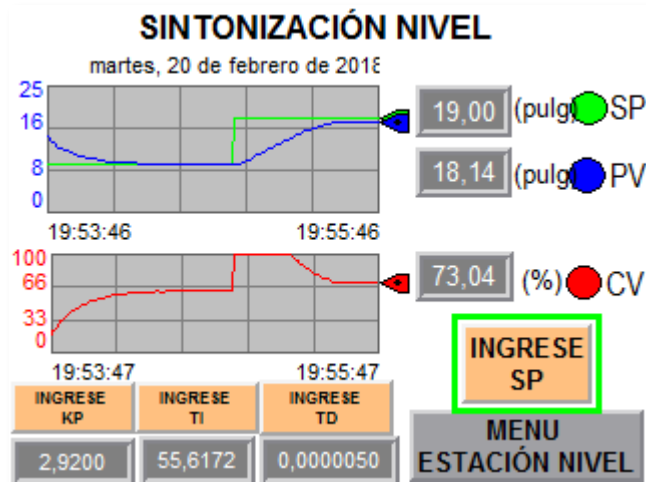 SINTONIZACIÓN NIVEL
martes, 20 de febrero de 2018
25
16
8
0
19:53:46 19:55:46
19,00 (pulg) SP
18,14 (pulg) PV
100
66
33
0
19:53:47 19:55:47
73,04 (%) CV
INGRESE
SP
INGRESE
KP
INGRESE
TI
INGRESE
TD
2,9200 55,6172 0,0000050
MENU
ESTACIÓN NIVEL